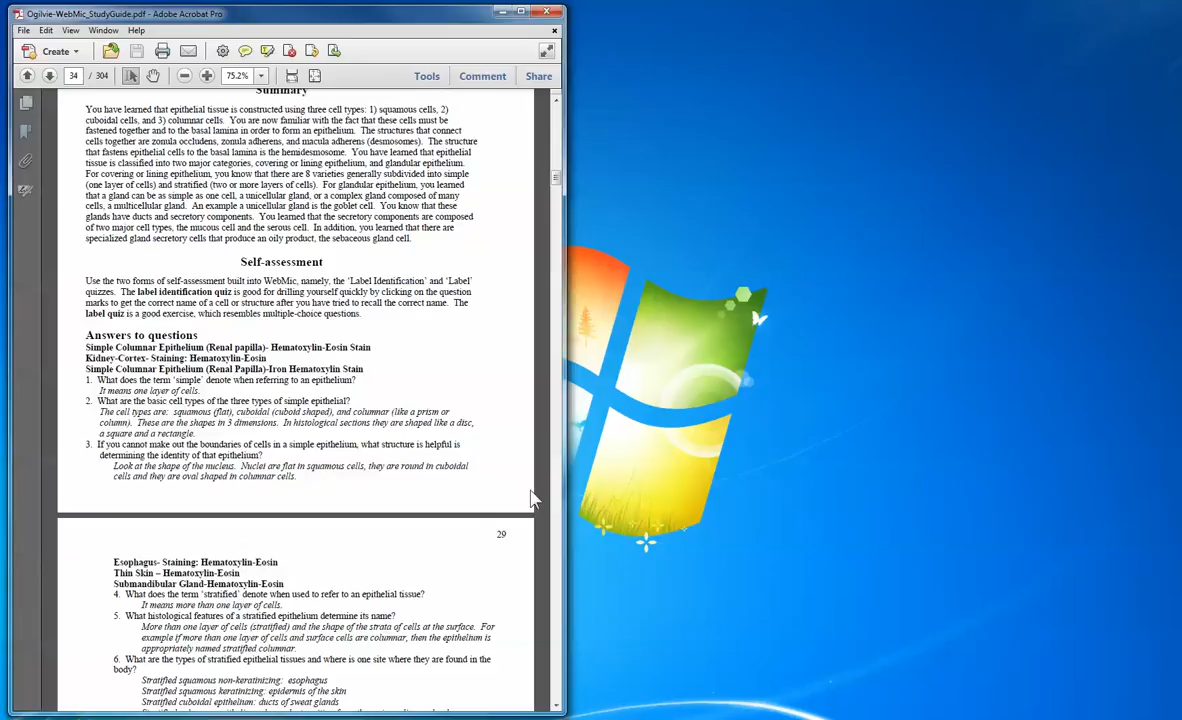 Ogilvie-WebMic_StudyGuide.pdf - Adobe Acrobat Pro
File Edit View Window Help
Create
34 / 304 75.2% Tools Comment Share
Summary
You have learned that epithelial tissue is constructed using three cell types: 1) squamous cells, 2)
cuboidal cells, and 3) columnar cells. You are now familiar with the fact that these cells must be
fastened together and to the basal lamina in order to form an epithelium. The structures that connect
cells together are zonula occludens, zonula adherens, and macula adherens (desmosomes). The structure
that fastens epithelial cells to the basal lamina is the hemidesmosome. You have learned that epithelial
tissue is classified into two major categories, covering or lining epithelium, and glandular epithelium.
For covering or lining epithelium, you know that there are 8 varieties generally subdivided into simple
(one layer of cells) and stratified (two or more layers of cells). For glandular epithelium, you learned
that a gland can be as simple as one cell, a unicellular gland, or a complex gland composed of many
cells, a multicellular gland. An example a unicellular gland is the goblet cell. You know that these
glands have ducts and secretory components. You learned that the secretory components are composed
of two major cell types, the mucous cell and the serous cell. In addition, you learned that there are
specialized gland secretory cells that produce an oily product, the sebaceous gland cell.
Self-assessment
Use the two forms of self-assessment built into WebMic, namely, the ‘Label Identification’ and ‘Label’
quizzes. The label identification quiz is good for drilling yourself quickly by clicking on the question
marks to get the correct name of a cell or structure after you have tried to recall the correct name. The
label quiz is a good exercise, which resembles multiple-choice questions.
Answers to questions
Simple Columnar Epithelium (Renal papilla)- Hematoxylin-Eosin Stain
Kidney-Cortex- Staining: Hematoxylin-Eosin
Simple Columnar Epithelium (Renal Papilla)-Iron Hematoxylin Stain
1. What does the term ‘simple’ denote when referring to an epithelium?
It means one layer of cells.
2. What are the basic cell types of the three types of simple epithelial?
The cell types are: squamous (flat), cuboidal (cuboid shaped), and columnar (like a prism or
column). These are the shapes in 3 dimensions. In histological sections they are shaped like a disc,
a square and a rectangle.
3. If you cannot make out the boundaries of cells in a simple epithelium, what structure is helpful is
determining the identity of that epithelium?
Look at the shape of the nucleus. Nuclei are flat in squamous cells, they are round in cuboidal
cells and they are oval shaped in columnar cells.
29
Esophagus- Staining: Hematoxylin-Eosin
Thin Skin – Hematoxylin-Eosin
Submandibular Gland-Hematoxylin-Eosin
4. What does the term ‘stratified’ denote when used to refer to an epithelial tissue?
It means more than one layer of cells.
5. What histological features of a stratified epithelium determine its name?
More than one layer of cells (stratified) and the shape of the strata of cells at the surface. For
example if more than one layer of cells and surface cells are columnar, then the epithelium is
appropriately named stratified columnar.
6. What are the types of stratified epithelial tissues and where is one site where they are found in the
body?
Stratified squamous non-keratinizing: esophagus
Stratified squamous keratinizing: epidermis of the skin
Stratified cuboidal epithelium: ducts of sweat glands